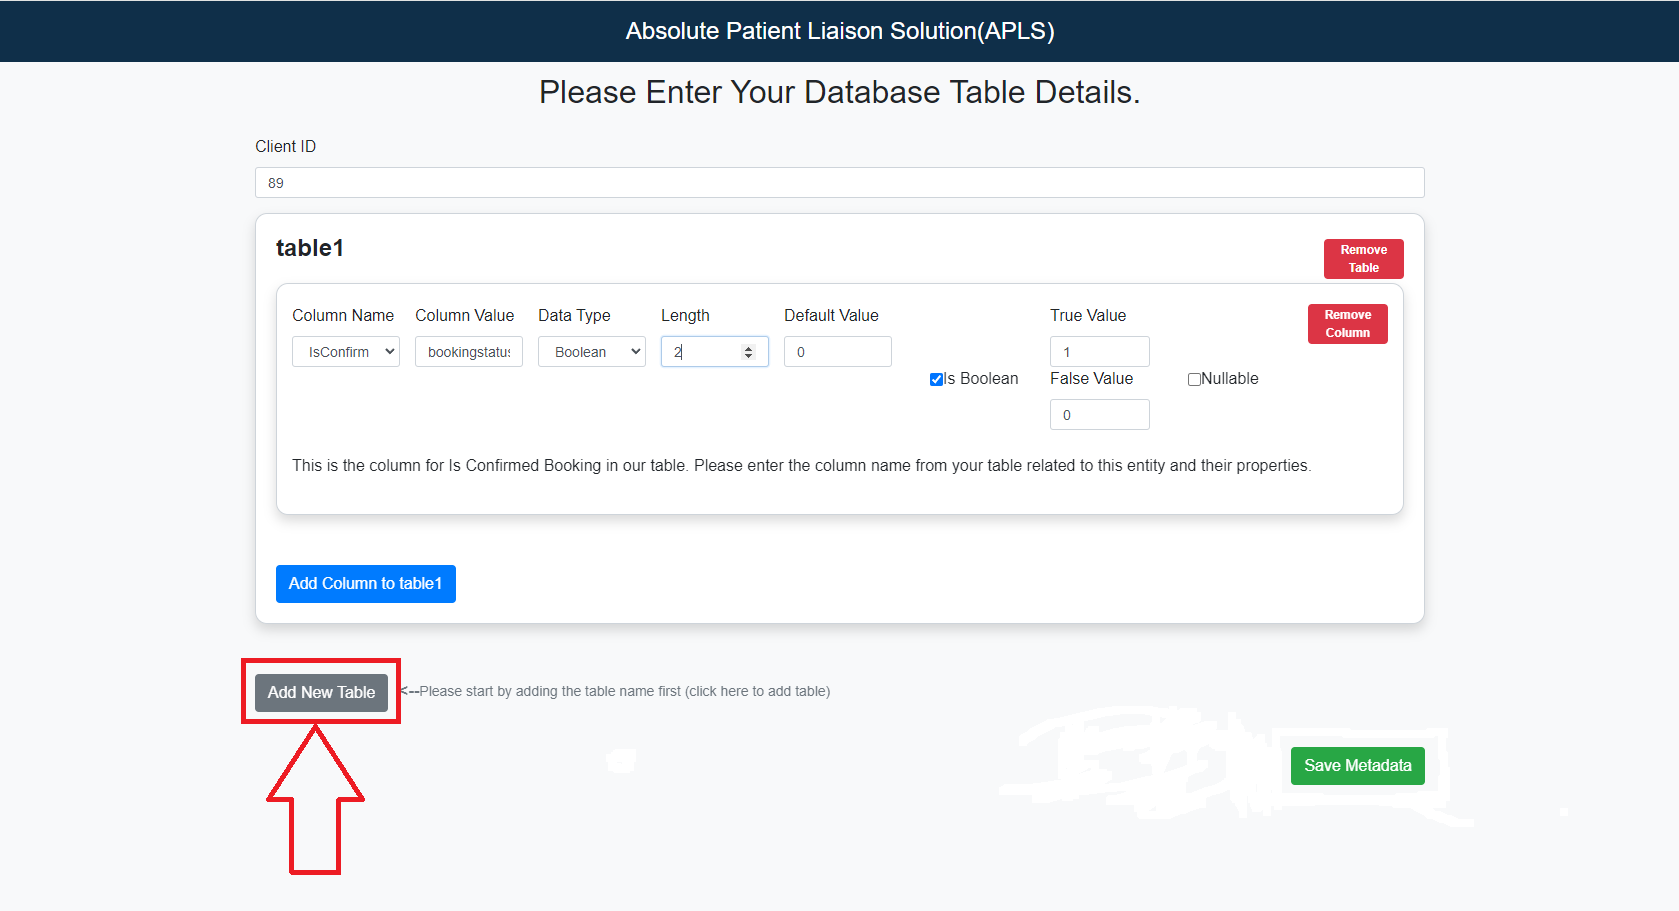 Absolute Patient Liaison Solution(APLS)
Please Enter Your Database Table Details.
Client ID
89
table1
Remove Table
Column Name Column Value Data Type Length Default Value True Value
Remove Column
IsConfirm bookingstatus Boolean 2 0 1
Is Boolean False Value Nullable
0
This is the column for Is Confirmed Booking in our table. Please enter the column name from your table related to this entity and their properties.
Add Column to table1
Add New Table <--Please start by adding the table name first (click here to add table)
Save Metadata